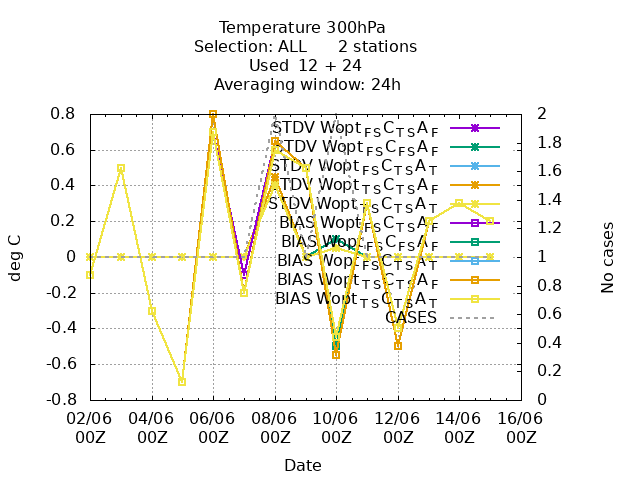 Temperature 300hPa
Selection: ALL 2 stations
Used 12 + 24
Averaging window: 24h
0.8
0.6
0.4
0.2
0
-0.2
-0.4
-0.6
-0.8
deg C
2
1.8
1.6
1.4
1.2
1
0.8
0.6
0.4
0.2
0
No cases
STDV Wopt FS C TS A F
STDV Wopt FS C FS A F
STDV Wopt FS C TS A T
STDV Wopt TS C TS A F
STDV Wopt TS C TS A T
BIAS Wopt FS C TS A F
BIAS Wopt FS C FS A F
BIAS Wopt FS C TS A T
BIAS Wopt TS C TS A F
BIAS Wopt TS C TS A T
CASES
02/06 04/06 06/06 08/06 10/06 12/06 14/06 16/06
00Z 00Z 00Z 00Z 00Z 00Z 00Z 00Z
Date